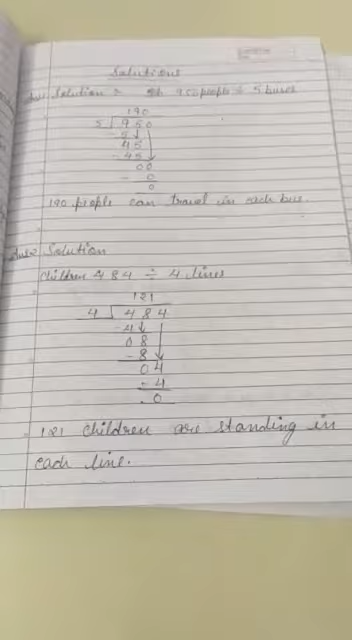 Solutions
Solution 950 people ÷ 5 buses
190
5 950
-5
45
-45
00
- 0
0
190 people can travel in each bus.
Ans2 Solution
Children 484 ÷ 4 lines
121
4 484
-4
08
-8
04
- 4
0
121 children are standing in
each line.